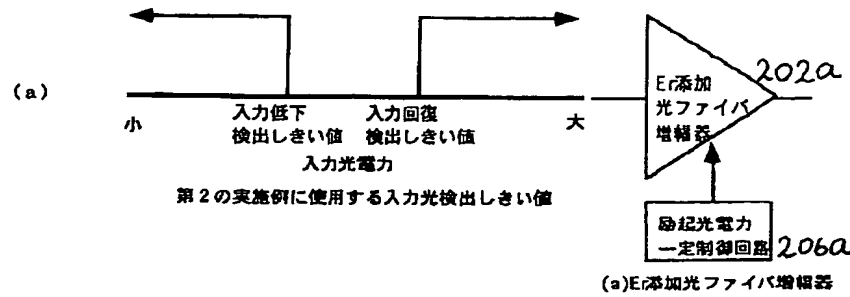 (a)
小
入力低下
検出しきい値
入力回復
検出しきい値
大
入力光電力
第2の実施例に使用する入力光検出しきい値
Er添加
光ファイバ
増幅器
202a
励起光電力
一定制御回路
206a
(a)Er添加光ファイバ増幅器